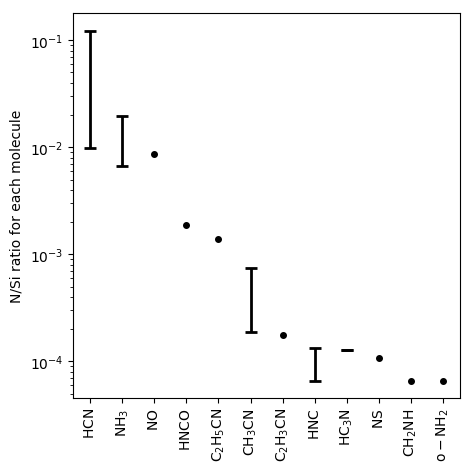 N/Si ratio for each molecule
10⁻¹
10⁻²
10⁻³
10⁻⁴
HCN
NH₃
NO
HNCO
C₂H₅CN
CH₃CN
C₂H₃CN
HNC
HC₃N
NS
CH₂NH
o − NH₂